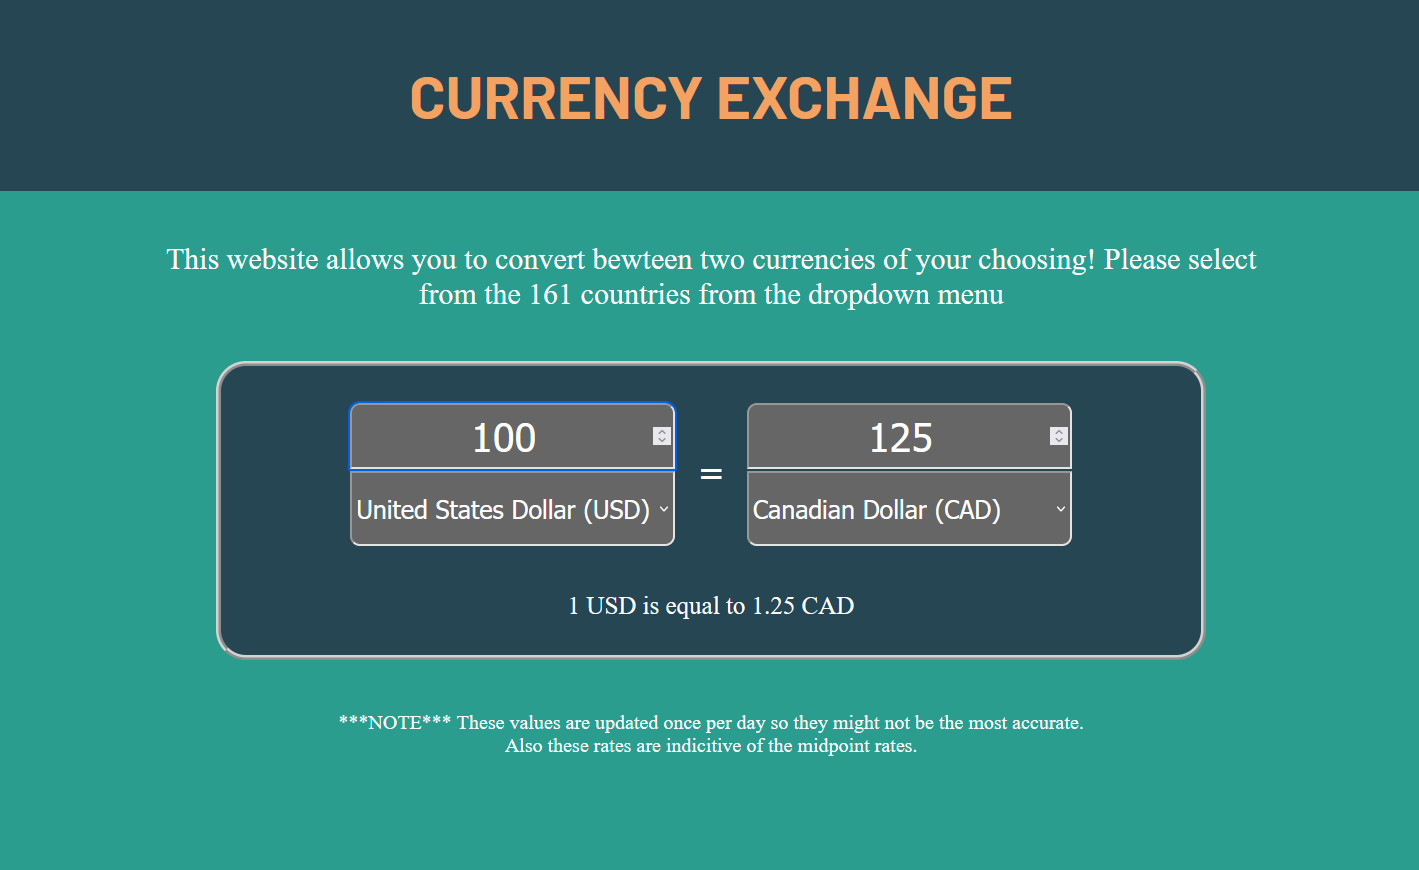 CURRENCY EXCHANGE
This website allows you to convert bewteen two currencies of your choosing! Please select
from the 161 countries from the dropdown menu
100
125
=
United States Dollar (USD)
Canadian Dollar (CAD)
1 USD is equal to 1.25 CAD
***NOTE*** These values are updated once per day so they might not be the most accurate.
Also these rates are indicitive of the midpoint rates.